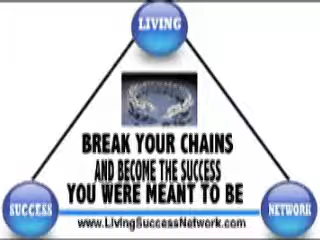 LIVING
BREAK YOUR CHAINS
AND BECOME THE SUCCESS
YOU WERE MEANT TO BE
SUCCESS
NETWORK
www.LivingSuccessNetwork.com